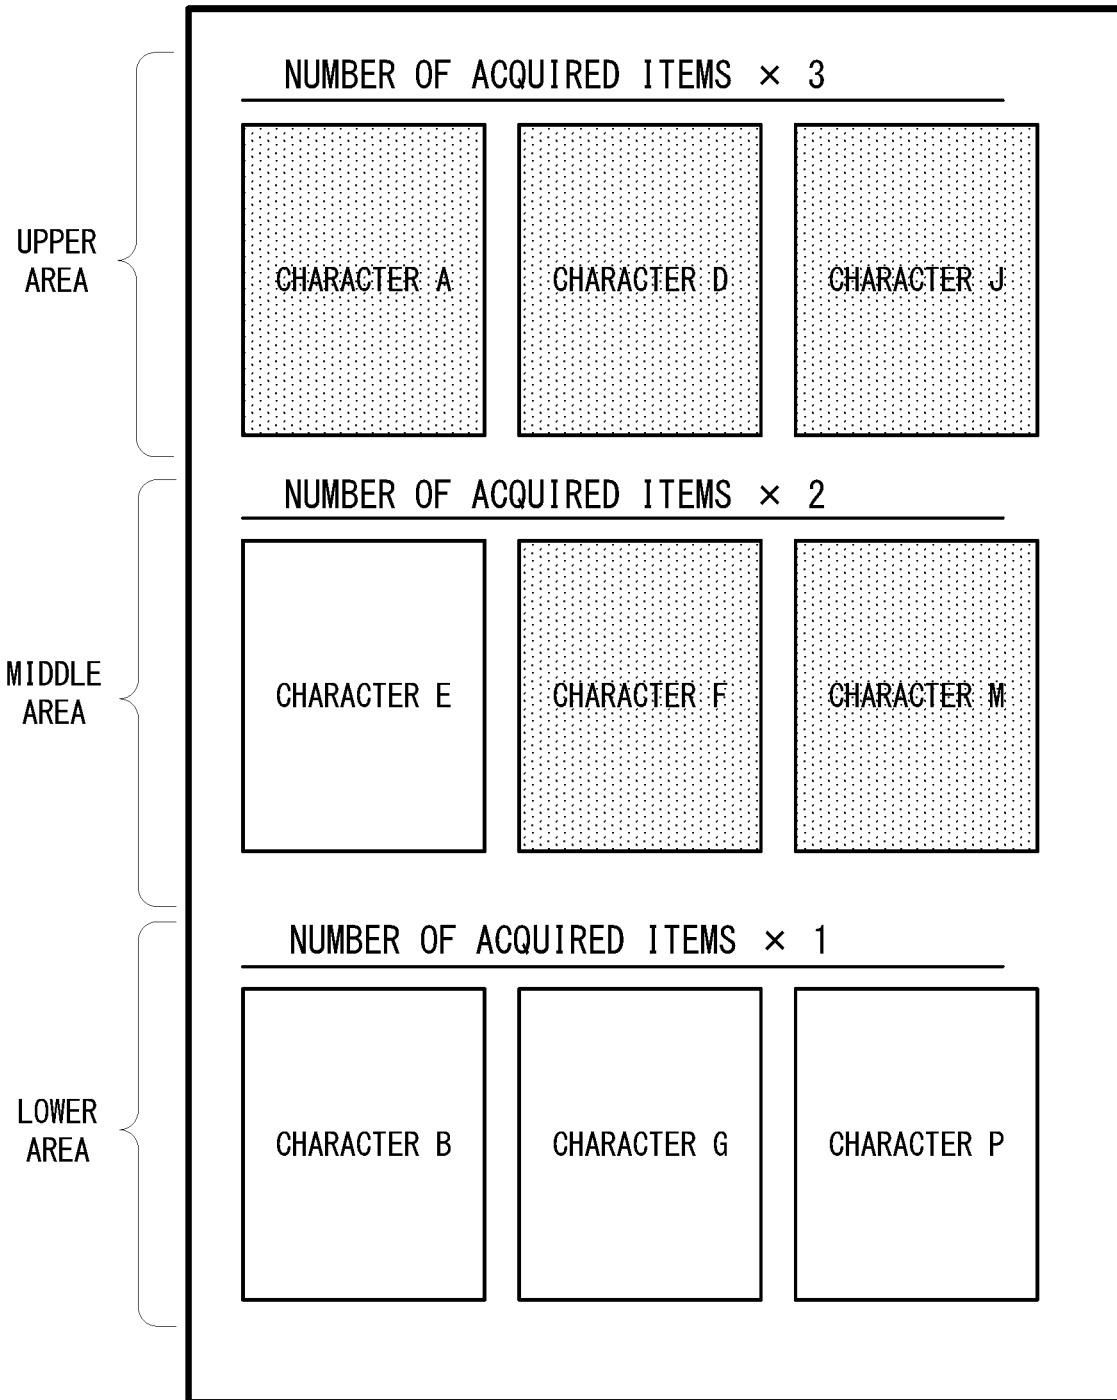 NUMBER OF ACQUIRED ITEMS × 3
UPPER
AREA
CHARACTER A
CHARACTER D
CHARACTER J
NUMBER OF ACQUIRED ITEMS × 2
MIDDLE
AREA
CHARACTER E
CHARACTER F
CHARACTER M
NUMBER OF ACQUIRED ITEMS × 1
LOWER
AREA
CHARACTER B
CHARACTER G
CHARACTER P